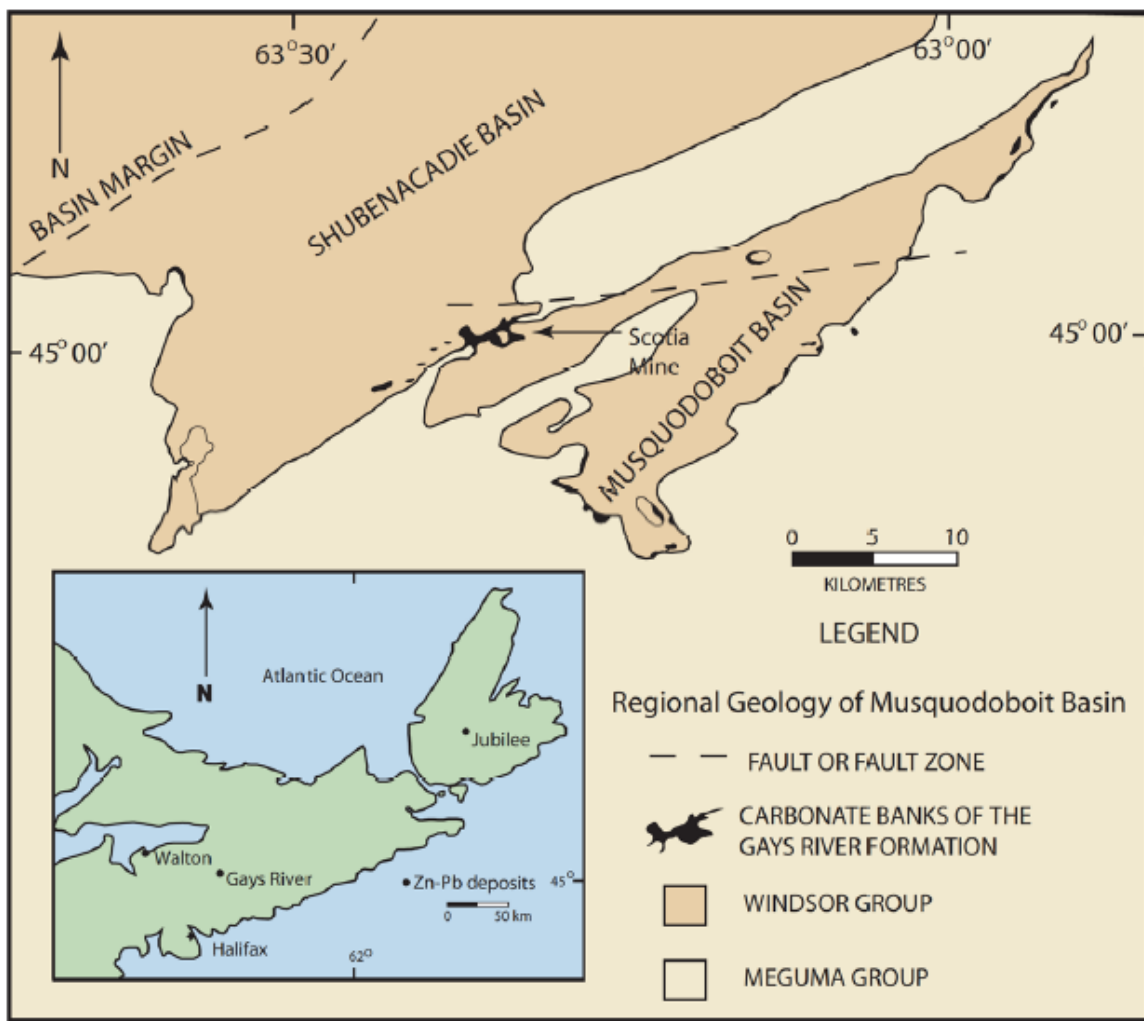 63°30′
63°00′
N
BASIN MARGIN
SHUBENACADIE BASIN
45°00′
45°00′
Scotia
Mine
MUSQUODOBOIT BASIN
0 5 10
KILOMETRES
LEGEND
Regional Geology of Musquodoboit Basin
FAULT OR FAULT ZONE
CARBONATE BANKS OF THE
GAYS RIVER FORMATION
WINDSOR GROUP
MEGUMA GROUP
N
Atlantic Ocean
Jubilee
Walton
Gays River
Zn-Pb deposits
45°
0 50 km
Halifax
62°